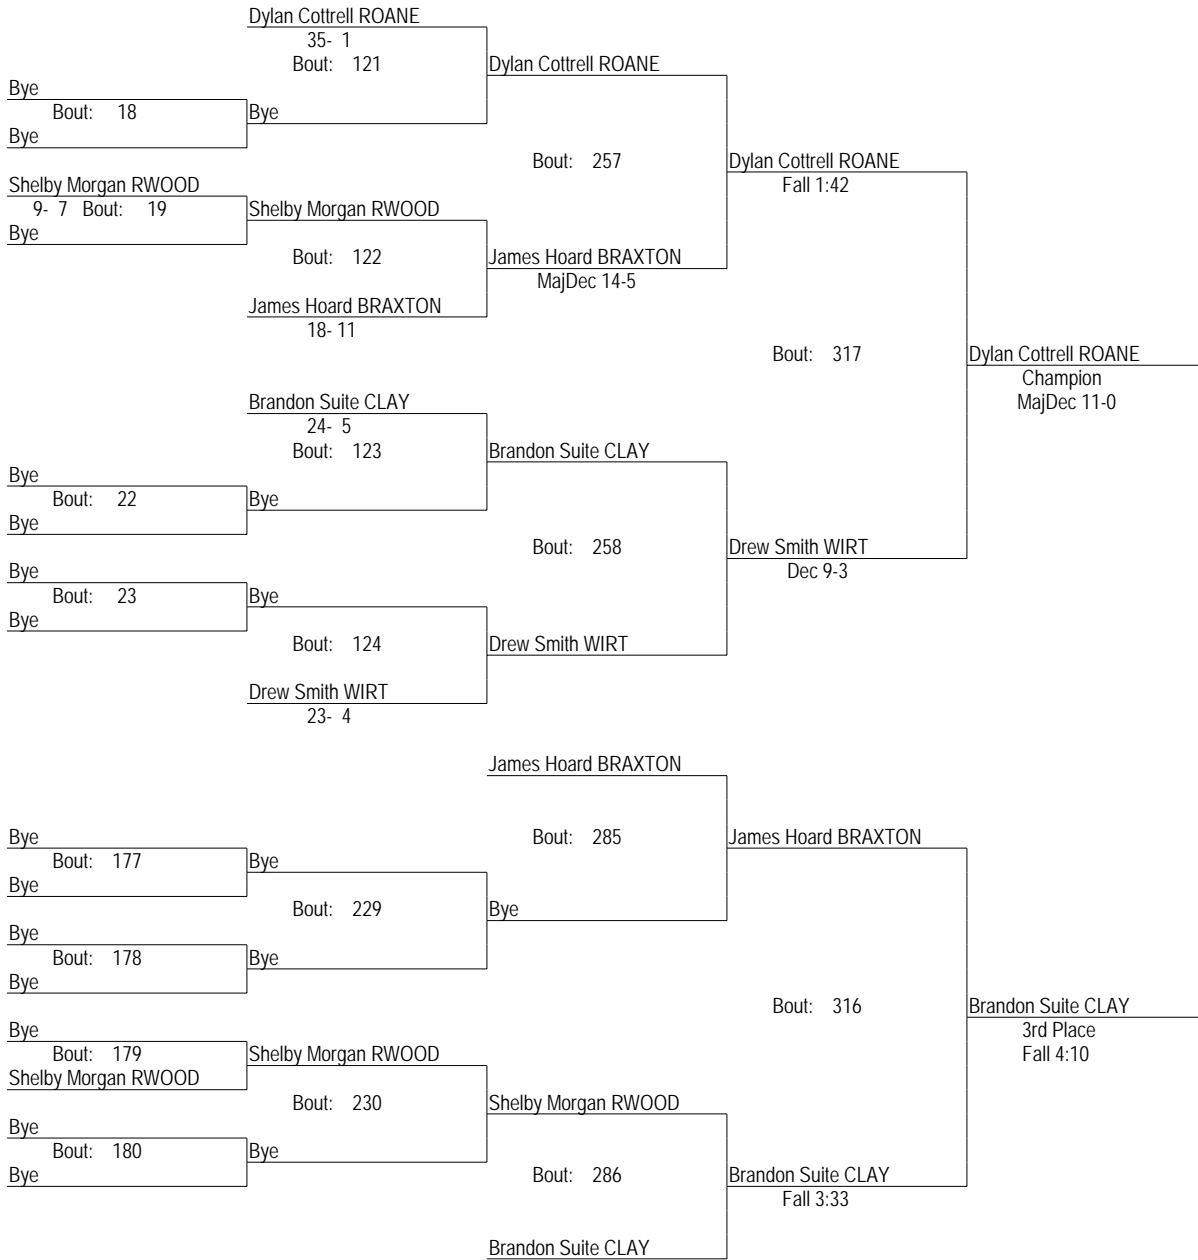 Dylan Cottrell ROANE
35- 1
Bout: 121
Dylan Cottrell ROANE
Bye
Bout: 18
Bye
Bye
Bout: 257
Dylan Cottrell ROANE
Fall 1:42
Shelby Morgan RWOOD
9- 7 Bout: 19
Shelby Morgan RWOOD
Bye
Bout: 122
James Hoard BRAXTON
MajDec 14-5
James Hoard BRAXTON
18- 11
Bout: 317
Dylan Cottrell ROANE
Champion
MajDec 11-0
Brandon Suite CLAY
24- 5
Bout: 123
Brandon Suite CLAY
Bye
Bout: 22
Bye
Bye
Bout: 258
Drew Smith WIRT
Dec 9-3
Bye
Bout: 23
Bye
Bye
Bout: 124
Drew Smith WIRT
Drew Smith WIRT
23- 4
James Hoard BRAXTON
Bout: 285
James Hoard BRAXTON
Bye
Bout: 177
Bye
Bye
Bout: 229
Bye
Bye
Bout: 178
Bye
Bye
Bout: 316
Brandon Suite CLAY
3rd Place
Fall 4:10
Bye
Bout: 179
Shelby Morgan RWOOD
Shelby Morgan RWOOD
Bout: 230
Shelby Morgan RWOOD
Bye
Bout: 180
Bye
Bye
Bout: 286
Brandon Suite CLAY
Fall 3:33
Brandon Suite CLAY